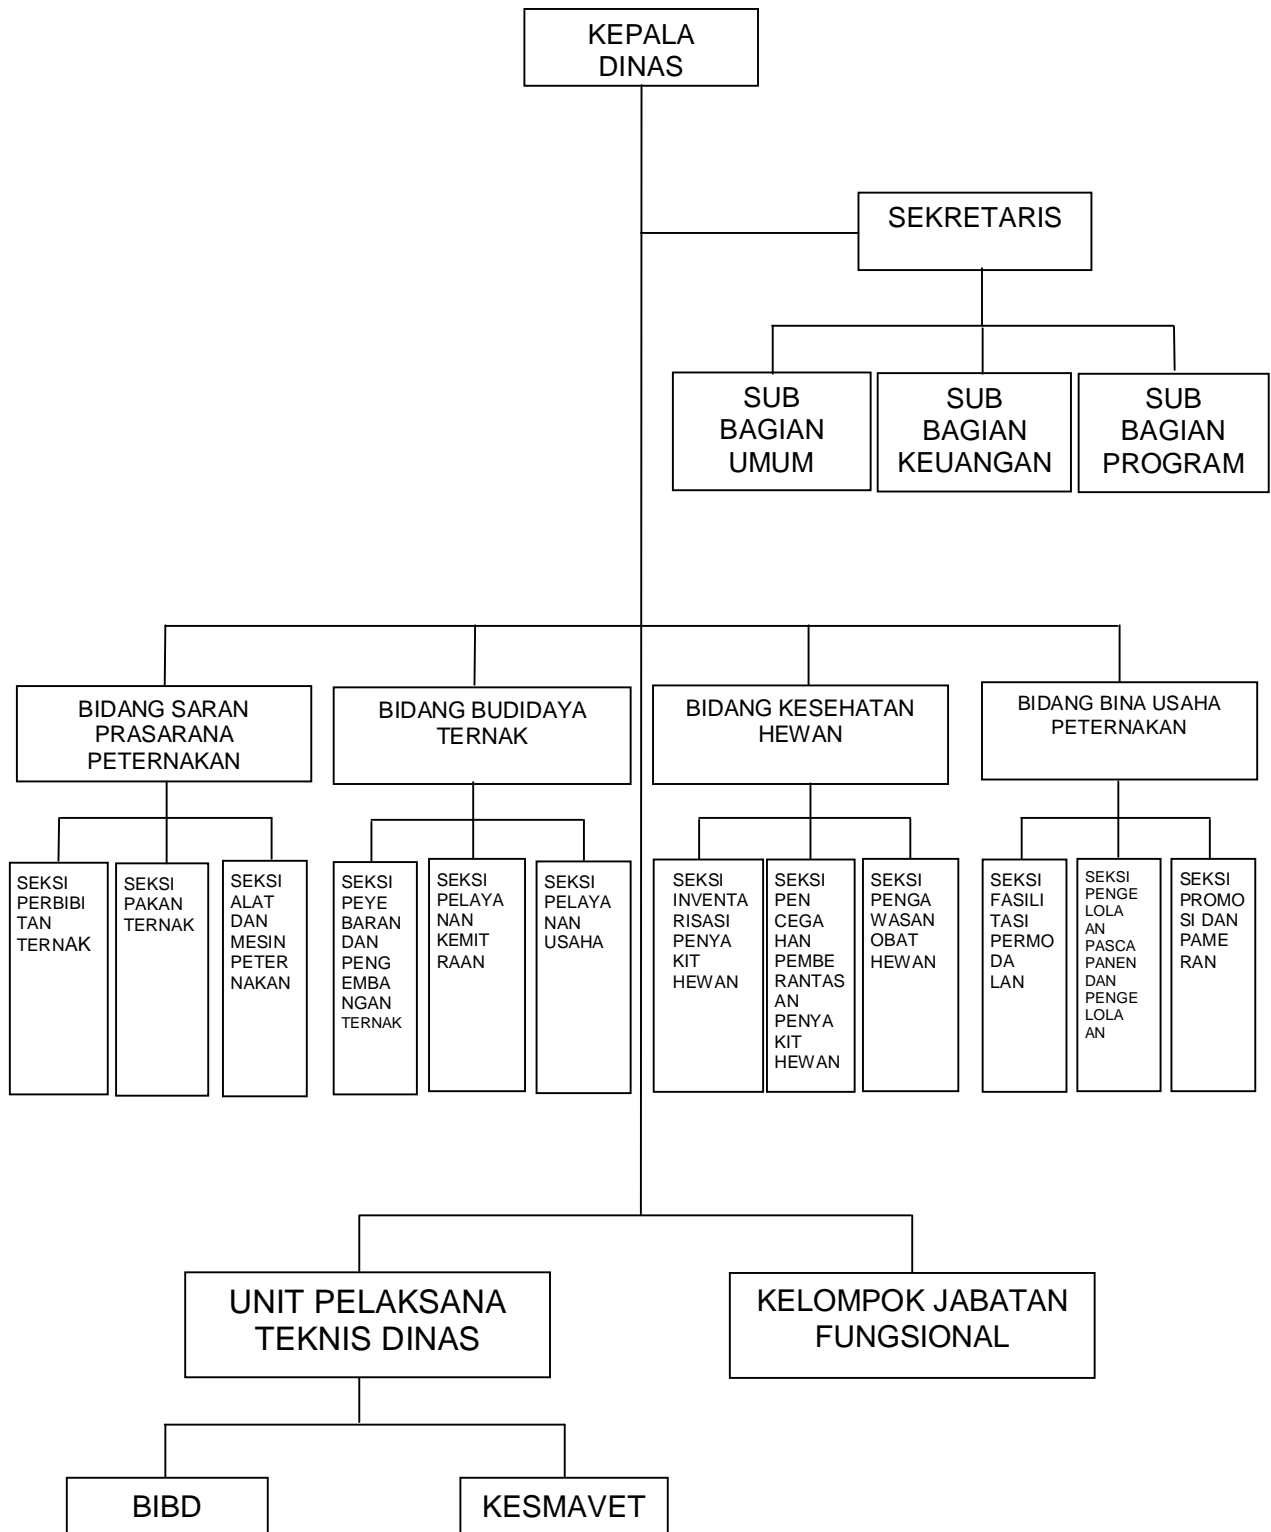 KEPALA
DINAS
SEKRETARIS
SUB
BAGIAN
UMUM
SUB
BAGIAN
KEUANGAN
SUB
BAGIAN
PROGRAM
BIDANG SARAN
PRASARANA
PETERNAKAN
BIDANG BUDIDAYA
TERNAK
BIDANG KESEHATAN
HEWAN
BIDANG BINA USAHA
PETERNAKAN
SEKSI
PERBIBI
TAN
TERNAK
SEKSI
PAKAN
TERNAK
SEKSI
ALAT
DAN
MESIN
PETER
NAKAN
SEKSI
PEYE
BARAN
DAN
PENG
EMBA
NGAN
TERNAK
SEKSI
PELAYA
NAN
KEMIT
RAAN
SEKSI
PELAYA
NAN
USAHA
SEKSI
INVENTA
RISASI
PENYA
KIT
HEWAN
SEKSI
PEN
CEGA
HAN
PEMBE
RANTAS
AN
PENYA
KIT
HEWAN
SEKSI
PENGA
WASAN
OBAT
HEWAN
SEKSI
FASILI
TASI
PERMO
DA
LAN
SEKSI
PENGE
LOLA
AN
PASCA
PANEN
DAN
PENGE
LOLA
AN
SEKSI
PROMO
SI DAN
PAME
RAN
UNIT PELAKSANA
TEKNIS DINAS
KELOMPOK JABATAN
FUNGSIONAL
BIBD
KESMAVET